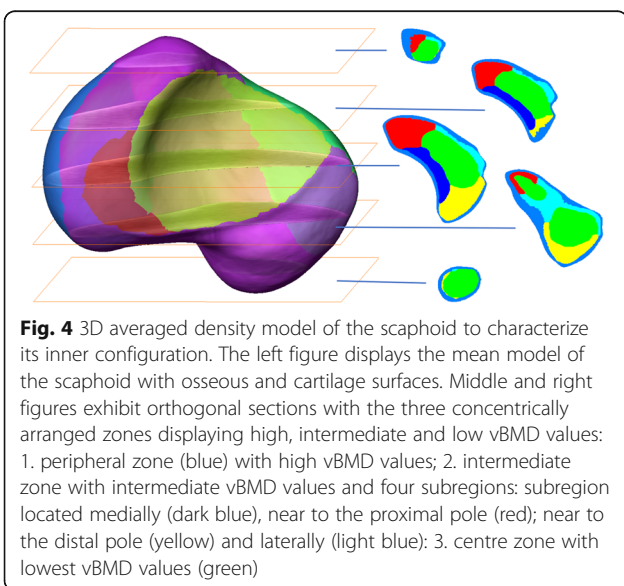 Fig. 4 3D averaged density model of the scaphoid to characterize
its inner configuration. The left figure displays the mean model of
the scaphoid with osseous and cartilage surfaces. Middle and right
figures exhibit orthogonal sections with the three concentrically
arranged zones displaying high, intermediate and low vBMD values:
1. peripheral zone (blue) with high vBMD values; 2. intermediate
zone with intermediate vBMD values and four subregions: subregion
located medially (dark blue), near to the proximal pole (red); near to
the distal pole (yellow) and laterally (light blue): 3. centre zone with
lowest vBMD values (green)